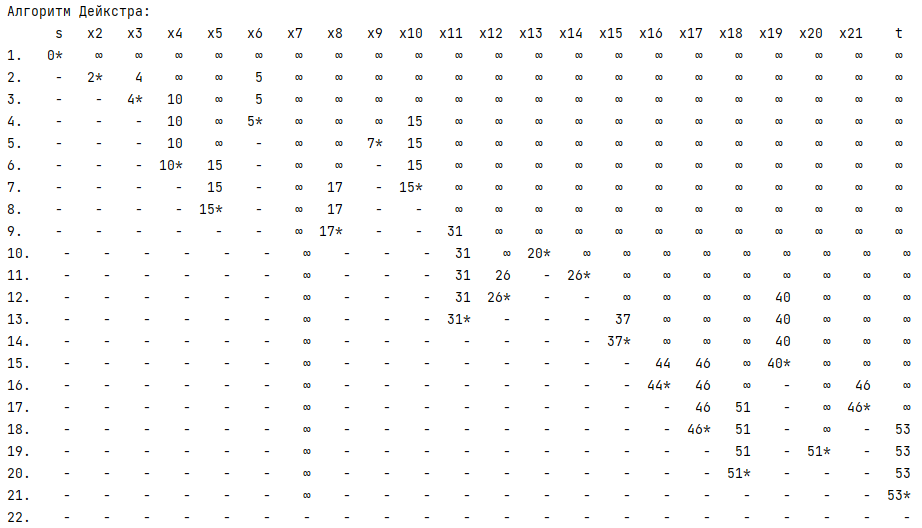 Алгоритм Дейкстра:
s x2 x3 x4 x5 x6 x7 x8 x9 x10 x11 x12 x13 x14 x15 x16 x17 x18 x19 x20 x21 t
1. 0* ∞ ∞ ∞ ∞ ∞ ∞ ∞ ∞ ∞ ∞ ∞ ∞ ∞ ∞ ∞ ∞ ∞ ∞ ∞ ∞ ∞
2. - 2* 4 ∞ ∞ 5 ∞ ∞ ∞ ∞ ∞ ∞ ∞ ∞ ∞ ∞ ∞ ∞ ∞ ∞ ∞ ∞
3. - - 4* 10 ∞ 5 ∞ ∞ ∞ ∞ ∞ ∞ ∞ ∞ ∞ ∞ ∞ ∞ ∞ ∞ ∞ ∞
4. - - - 10 ∞ 5* ∞ ∞ ∞ 15 ∞ ∞ ∞ ∞ ∞ ∞ ∞ ∞ ∞ ∞ ∞ ∞
5. - - - 10 ∞ - ∞ ∞ 7* 15 ∞ ∞ ∞ ∞ ∞ ∞ ∞ ∞ ∞ ∞ ∞ ∞
6. - - - 10* 15 - ∞ ∞ - 15 ∞ ∞ ∞ ∞ ∞ ∞ ∞ ∞ ∞ ∞ ∞ ∞
7. - - - - 15 - ∞ 17 - 15* ∞ ∞ ∞ ∞ ∞ ∞ ∞ ∞ ∞ ∞ ∞ ∞
8. - - - - 15* - ∞ 17 - - ∞ ∞ ∞ ∞ ∞ ∞ ∞ ∞ ∞ ∞ ∞ ∞
9. - - - - - - ∞ 17* - - 31 ∞ ∞ ∞ ∞ ∞ ∞ ∞ ∞ ∞ ∞ ∞
10. - - - - - - ∞ - - - 31 ∞ 20* ∞ ∞ ∞ ∞ ∞ ∞ ∞ ∞ ∞
11. - - - - - - ∞ - - - 31 26 - 26* ∞ ∞ ∞ ∞ ∞ ∞ ∞ ∞
12. - - - - - - ∞ - - - 31 26* - - ∞ ∞ ∞ ∞ 40 ∞ ∞ ∞
13. - - - - - - ∞ - - - 31* - - - 37 ∞ ∞ ∞ 40 ∞ ∞ ∞
14. - - - - - - ∞ - - - - - - - 37* ∞ ∞ ∞ 40 ∞ ∞ ∞
15. - - - - - - ∞ - - - - - - - - 44 46 ∞ 40* ∞ ∞ ∞
16. - - - - - - ∞ - - - - - - - - 44* 46 ∞ - ∞ 46 ∞
17. - - - - - - ∞ - - - - - - - - - 46 51 - ∞ 46* ∞
18. - - - - - - ∞ - - - - - - - - - 46* 51 - ∞ - 53
19. - - - - - - ∞ - - - - - - - - - - 51 - 51* - 53
20. - - - - - - ∞ - - - - - - - - - - 51* - - - 53
21. - - - - - - ∞ - - - - - - - - - - - - - - 53*
22. - - - - - - - - - - - - - - - - - - - - - -